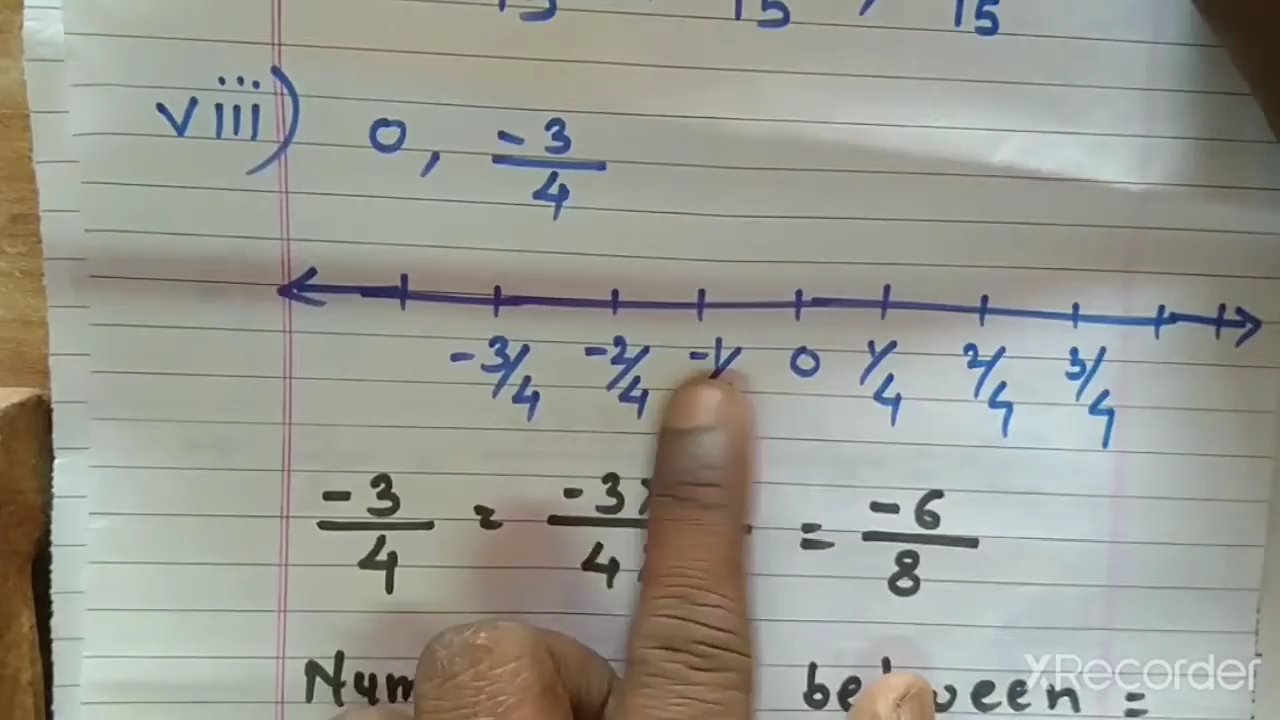 15 15 , 15
viii) 0, -3/4
-3/4 -2/4 -1/ 0 1/4 2/4 3/4
-3/4 = -3 4 = -6/8
between =
XRecorder